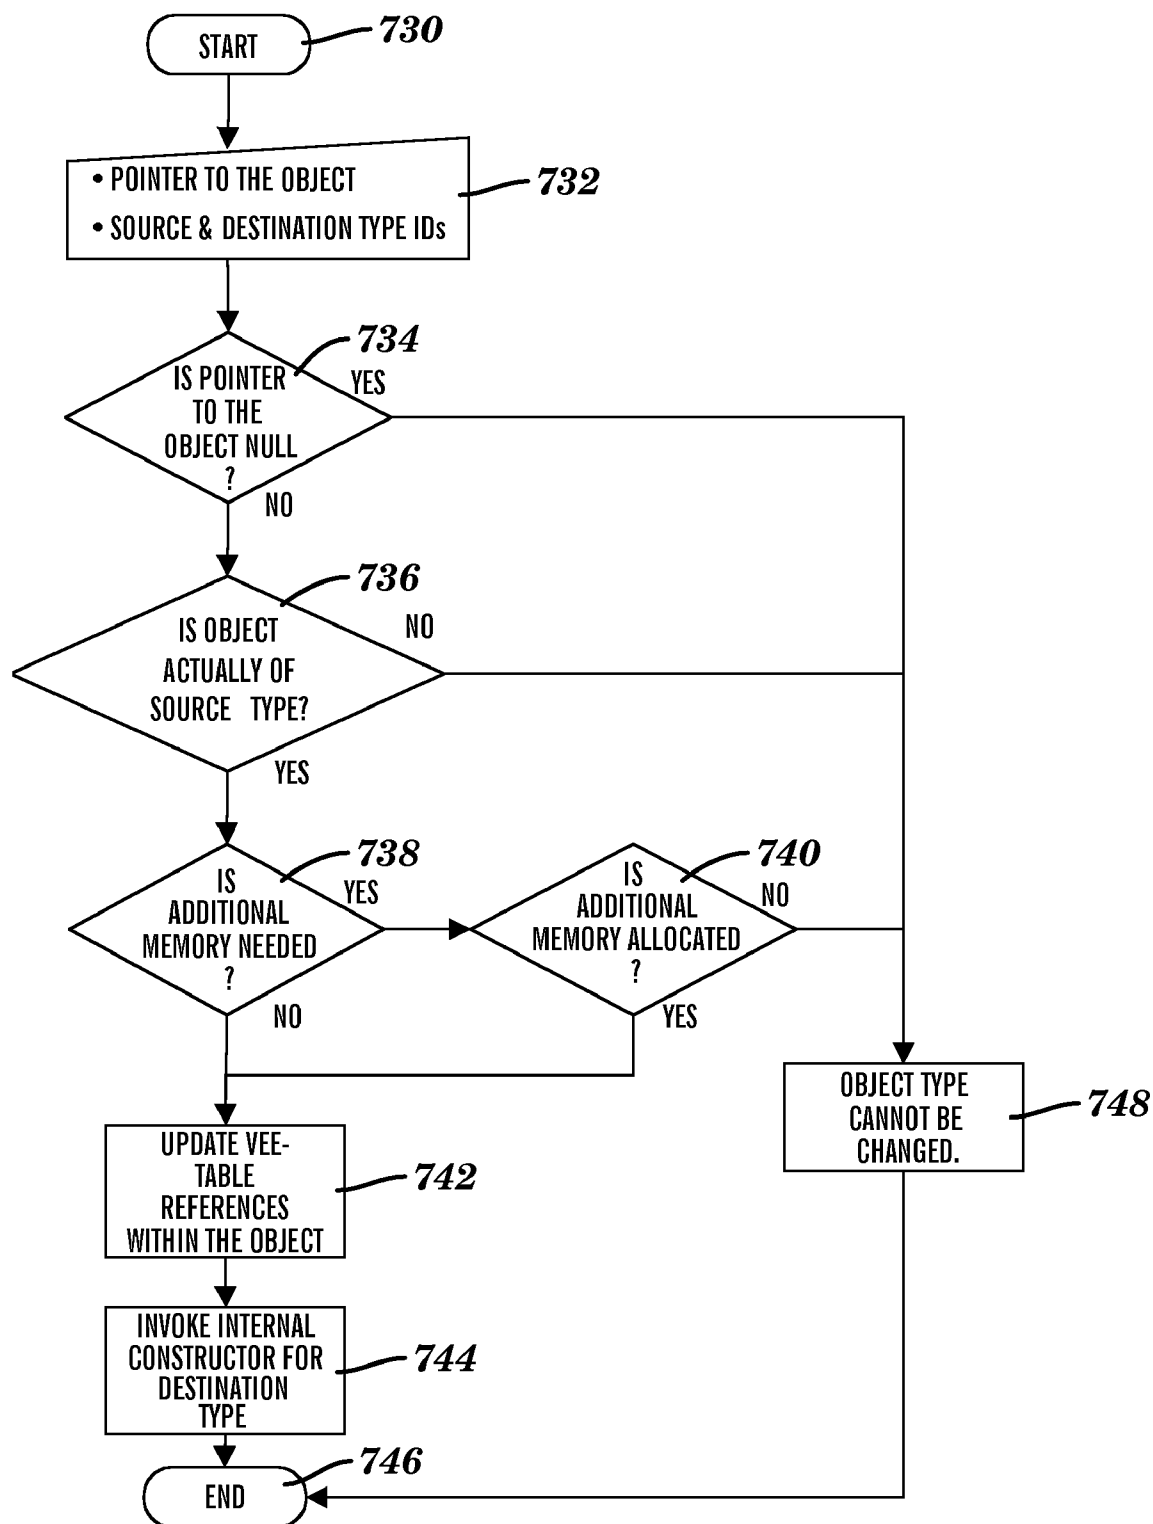 START
730
• POINTER TO THE OBJECT
• SOURCE & DESTINATION TYPE IDs
732
734
IS POINTER
TO THE
OBJECT NULL
?
YES
NO
736
IS OBJECT
ACTUALLY OF
SOURCE TYPE?
NO
YES
738
IS
ADDITIONAL
MEMORY NEEDED
?
YES
NO
740
IS
ADDITIONAL
MEMORY ALLOCATED
?
NO
YES
OBJECT TYPE
CANNOT BE
CHANGED.
748
UPDATE VEE-
TABLE
REFERENCES
WITHIN THE OBJECT
742
INVOKE INTERNAL
CONSTRUCTOR FOR
DESTINATION
TYPE
744
746
END